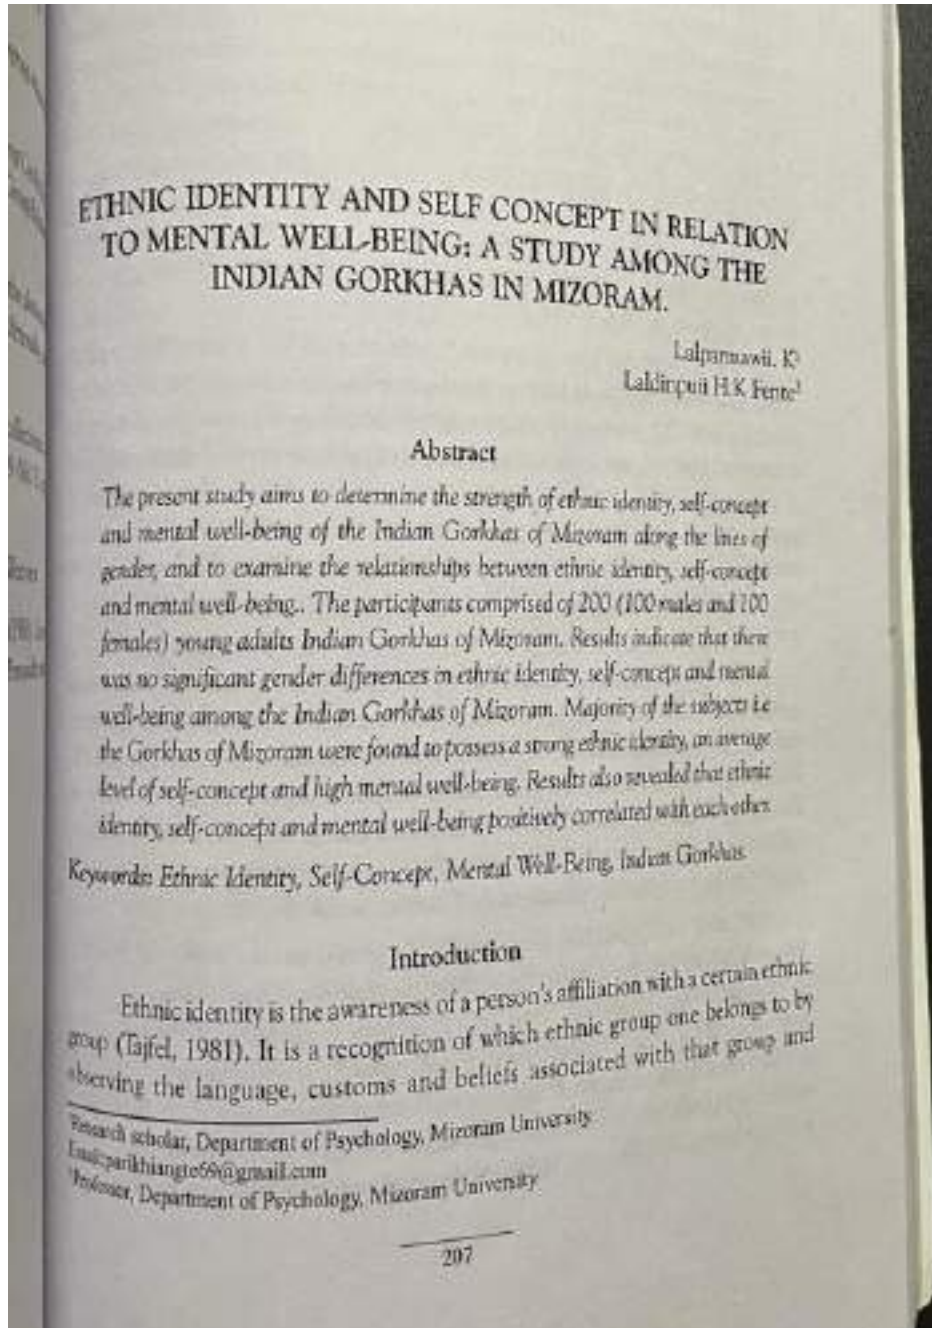 ETHNIC IDENTITY AND SELF CONCEPT IN RELATION
TO MENTAL WELL-BEING: A STUDY AMONG THE
INDIAN GORKHAS IN MIZORAM.
K
Laldinpuii H.K Fente
Abstract
The present study aims to determine the strength of ethnic identity, self-concept
and mental well-being of the Indian Gorkhas of Mizoram along the lines of
gender, and to examine the relationships between ethnic identity, self-concept
and mental well-being.. The participants comprised of 200 (100 males and 100
females) young adults Indian Gorkhas of Mizoram. Results indicate that there
was no significant gender differences in ethnic identity, self-concept and mental
well-being among the Indian Gorkhas of Mizoram. Majority of the subjects i.e
the Gorkhas of Mizoram were found to possess a strong ethnic identity, an average
level of self-concept and high mental well-being. Results also revealed that ethnic
identity, self-concept and mental well-being positively correlated with each other.
Keywords: Ethnic Identity, Self-Concept, Mental Well-Being, Indian Gorkhas.
Introduction
Ethnic identity is the awareness of a person's affiliation with a certain ethnic
group (Tajfel, 1981). It is a recognition of which ethnic group one belongs to by
observing the language, customs and beliefs associated with that group and
Research scholar, Department of Psychology, Mizoram University
Professor, Department of Psychology, Mizoram University
207